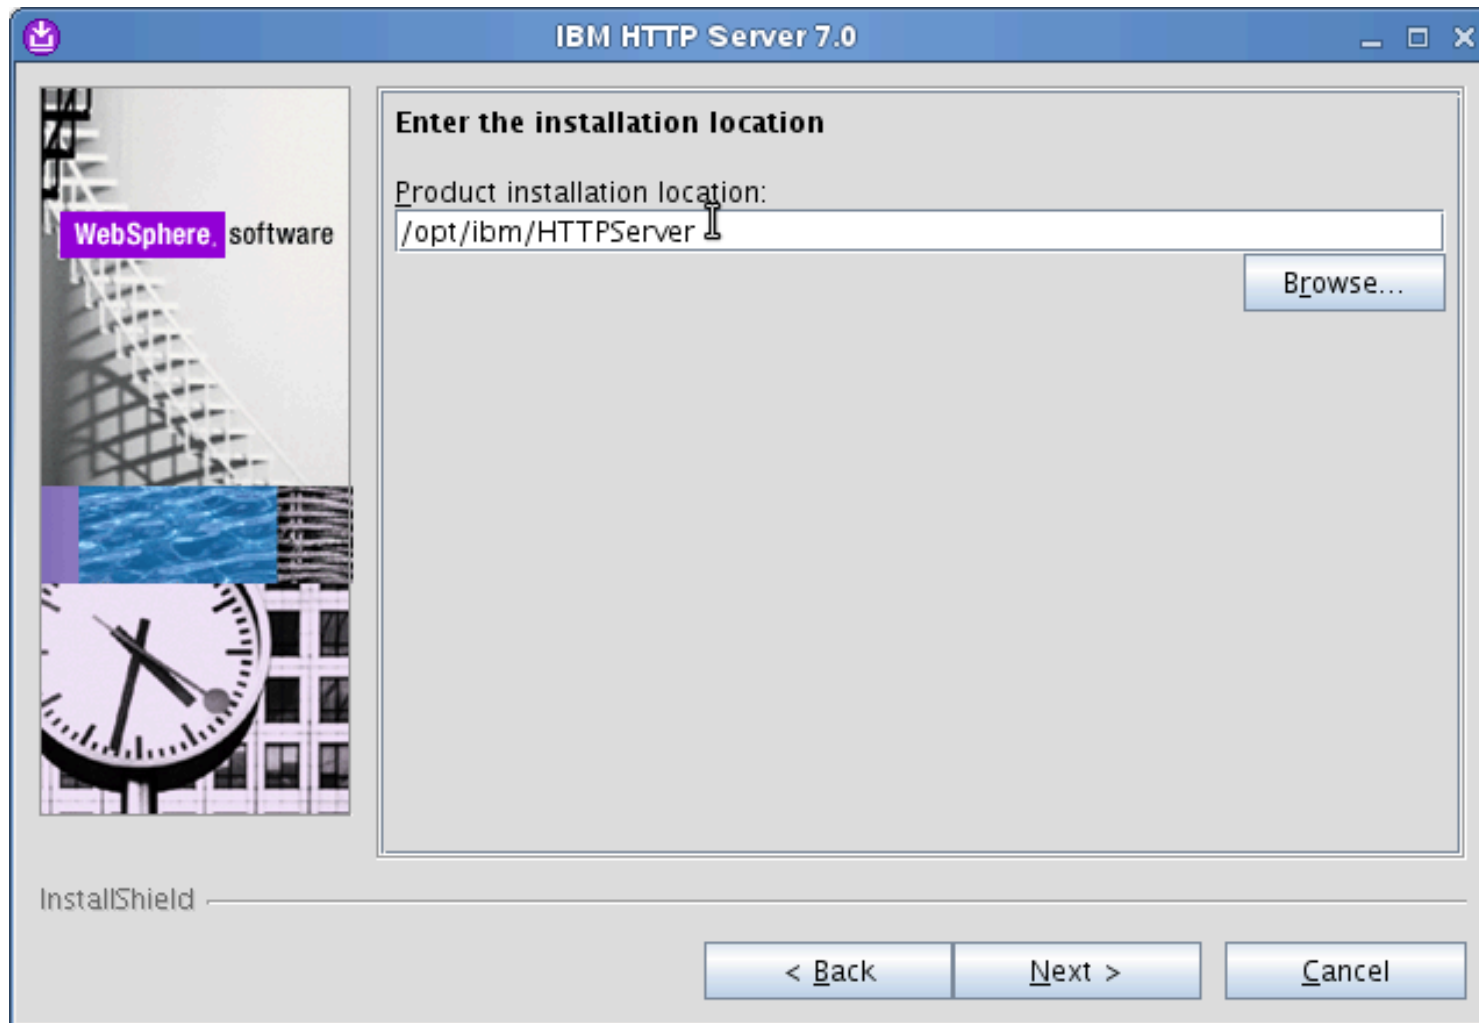 IBM HTTP Server 7.0
Enter the installation location
Product installation location:
/opt/ibm/HTTPServer
Browse...
WebSphere. software
InstallShield
< Back
Next >
Cancel